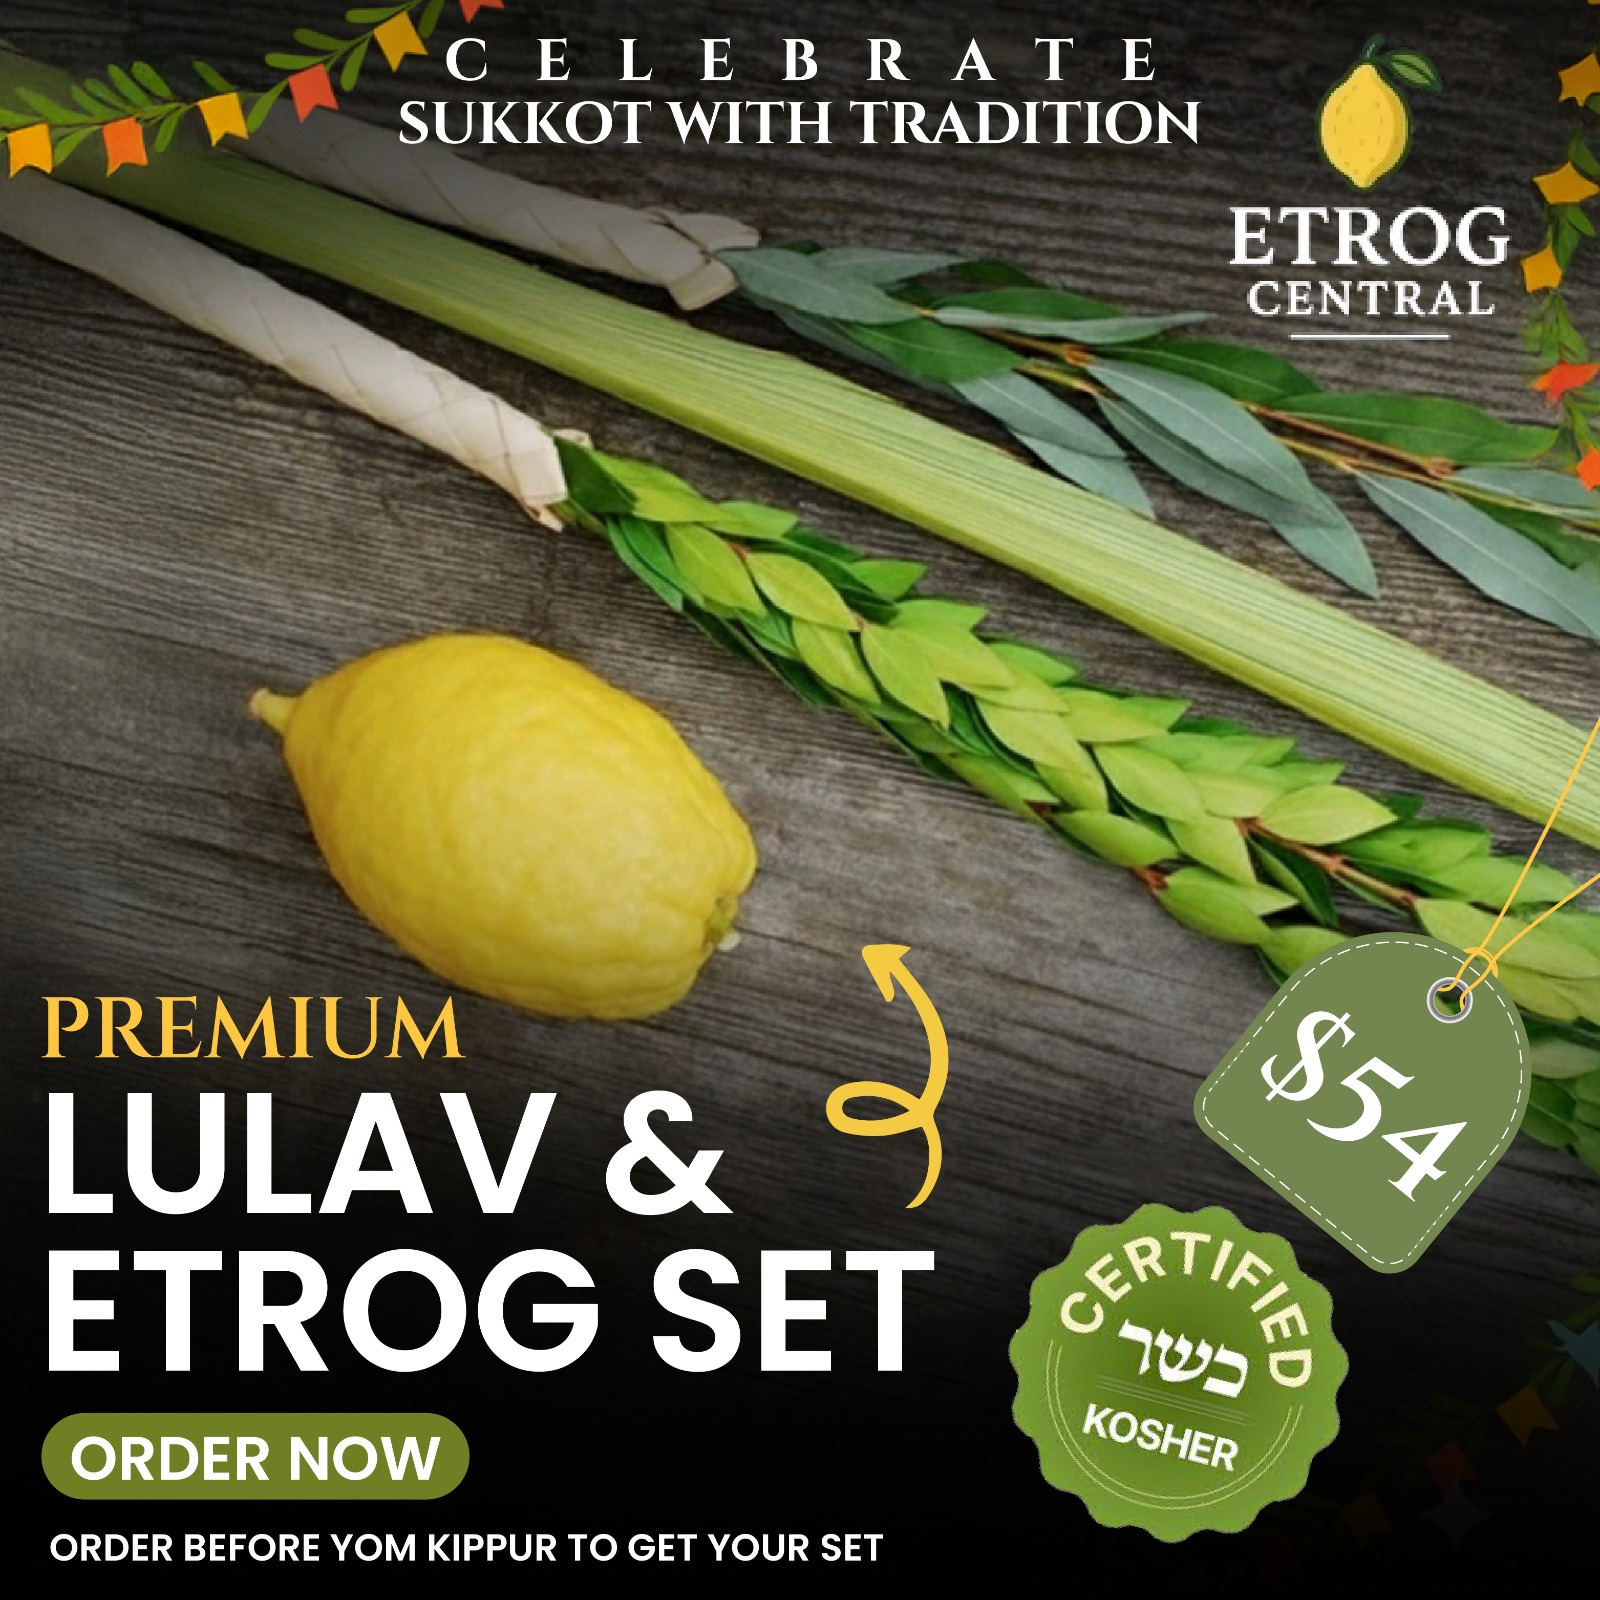 CELEBRATE
SUKKOT WITH TRADITION
ETROG
CENTRAL
PREMIUM
LULAV &
ETROG SET
$54
CERTIFIED
כשר
KOSHER
ORDER NOW
ORDER BEFORE YOM KIPPUR TO GET YOUR SET